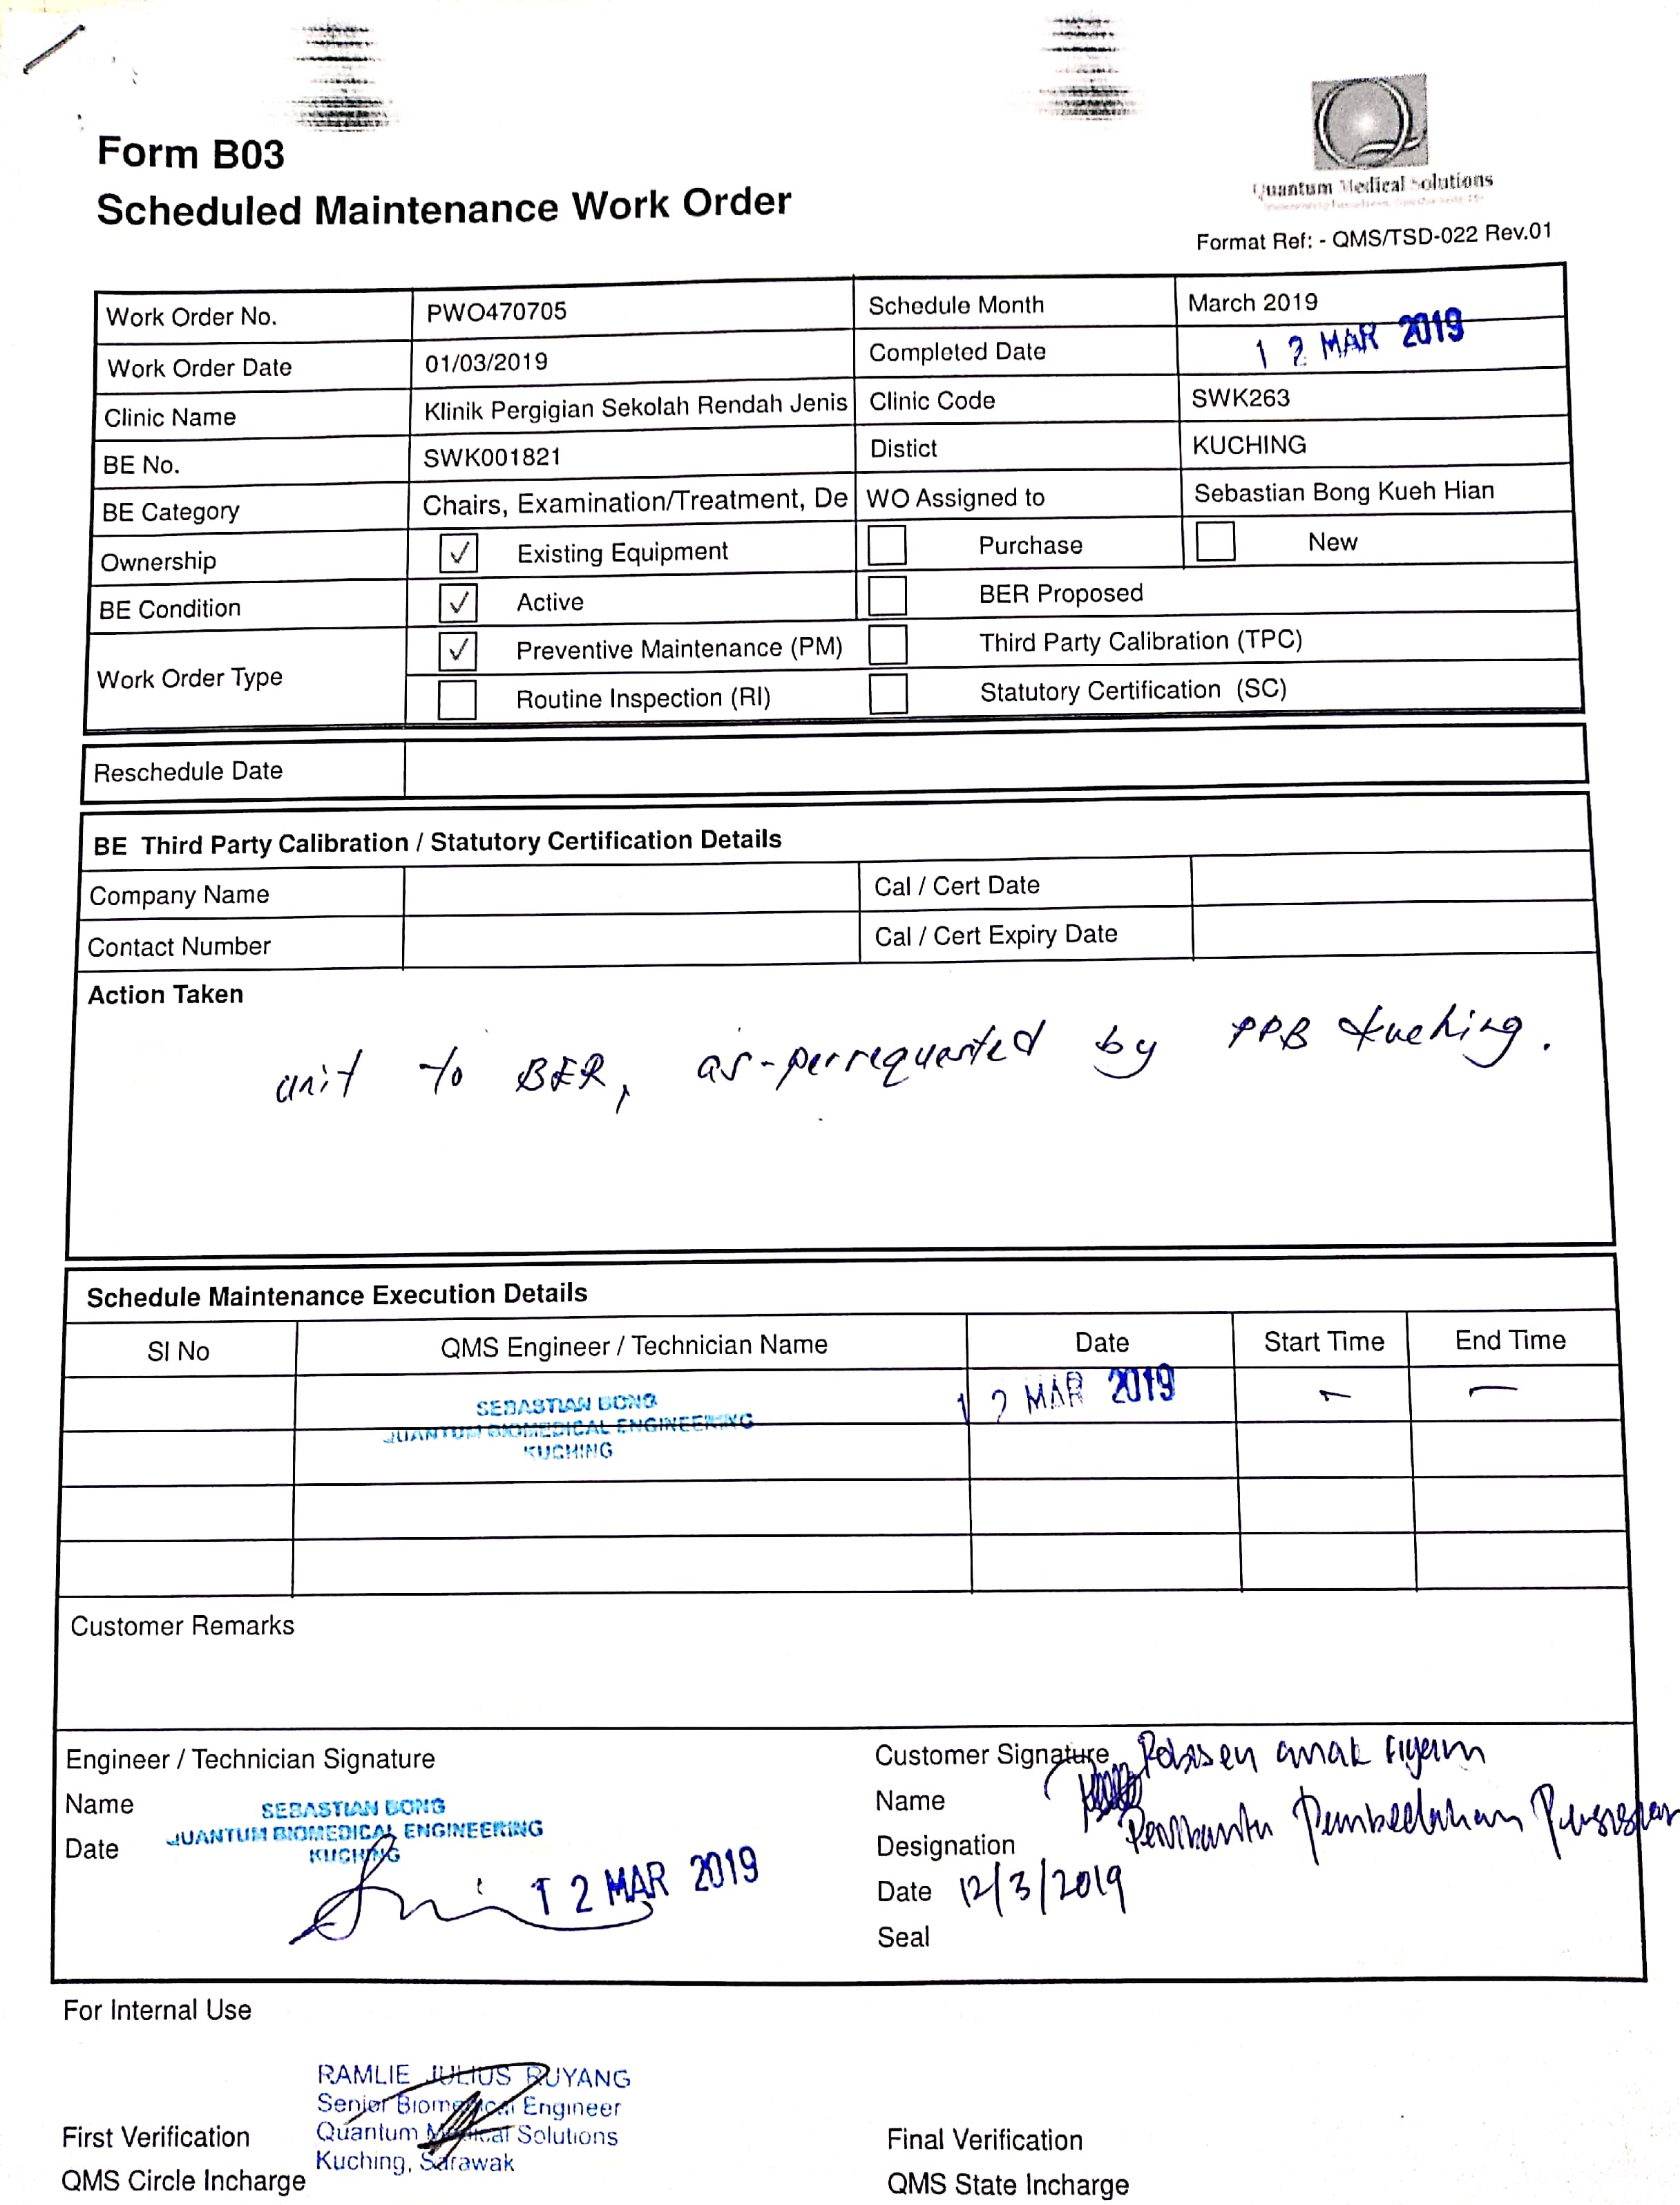 Form B03
Scheduled Maintenance Work Order
Quantum Medical Solutions
Format Ref: - QMS/TSD-022 Rev.01
Work Order No. PWO470705 Schedule Month March 2019
Work Order Date 01/03/2019 Completed Date 12 MAR 2019
Clinic Name Klinik Pergigian Sekolah Rendah Jenis Clinic Code SWK263
BE No. SWK001821 Distict KUCHING
BE Category Chairs, Examination/Treatment, De WO Assigned to Sebastian Bong Kueh Hian
Ownership ✓ Existing Equipment Purchase New
BE Condition ✓ Active BER Proposed
Work Order Type ✓ Preventive Maintenance (PM) Third Party Calibration (TPC)
Routine Inspection (RI) Statutory Certification (SC)
Reschedule Date
BE Third Party Calibration / Statutory Certification Details
Company Name Cal / Cert Date
Contact Number Cal / Cert Expiry Date
Action Taken
unit to BER, as-perrequested by PPB Kuching.
Schedule Maintenance Execution Details
SI No QMS Engineer / Technician Name Date Start Time End Time
SEBASTIAN BONG 12 MAR 2019 - -
QUANTUM BIOMEDICAL ENGINEERING
KUCHING
Customer Remarks
Engineer / Technician Signature
Name SEBASTIAN BONG
QUANTUM BIOMEDICAL ENGINEERING
Date KUCHING
12 MAR 2019
Customer Signature anak
Name
Designation Pembantu Pembedahan
Date 12/3/2019
Seal
For Internal Use
RAMLIE JULIUS RUYANG
Senior Biomedical Engineer
Quantum Medical Solutions
Kuching, Sarawak
First Verification
QMS Circle Incharge
Final Verification
QMS State Incharge